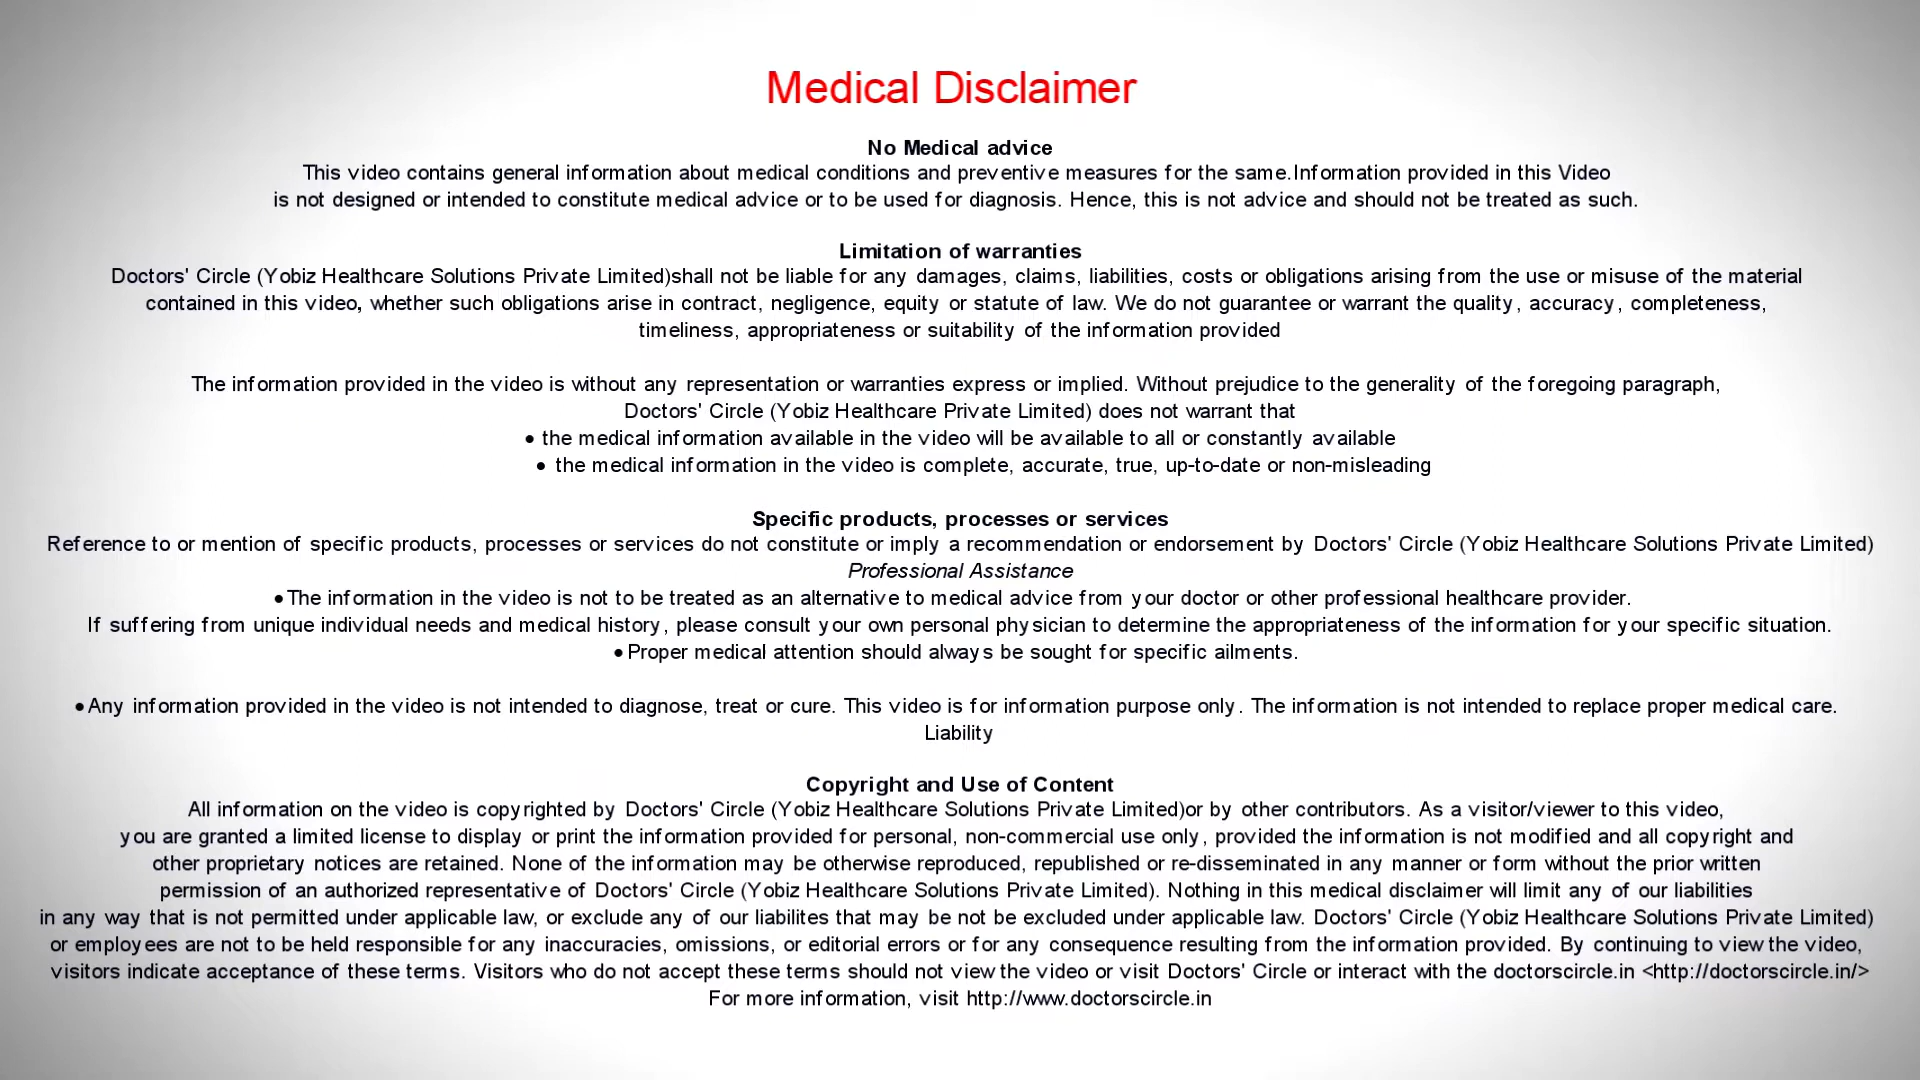 Medical Disclaimer
No Medical advice
This video contains general information about medical conditions and preventive measures for the same.Information provided in this Video
is not designed or intended to constitute medical advice or to be used for diagnosis. Hence, this is not advice and should not be treated as such.
Limitation of warranties
Doctors' Circle (Yobiz Healthcare Solutions Private Limited)shall not be liable for any damages, claims, liabilities, costs or obligations arising from the use or misuse of the material
contained in this video, whether such obligations arise in contract, negligence, equity or statute of law. We do not guarantee or warrant the quality, accuracy, completeness,
timeliness, appropriateness or suitability of the information provided
The information provided in the video is without any representation or warranties express or implied. Without prejudice to the generality of the foregoing paragraph,
Doctors' Circle (Yobiz Healthcare Private Limited) does not warrant that
• the medical information available in the video will be available to all or constantly available
• the medical information in the video is complete, accurate, true, up-to-date or non-misleading
Specific products, processes or services
Reference to or mention of specific products, processes or services do not constitute or imply a recommendation or endorsement by Doctors' Circle (Yobiz Healthcare Solutions Private Limited)
Professional Assistance
•The information in the video is not to be treated as an alternative to medical advice from your doctor or other professional healthcare provider.
If suffering from unique individual needs and medical history, please consult your own personal physician to determine the appropriateness of the information for your specific situation.
•Proper medical attention should always be sought for specific ailments.
•Any information provided in the video is not intended to diagnose, treat or cure. This video is for information purpose only. The information is not intended to replace proper medical care.
Liability
Copyright and Use of Content
All information on the video is copyrighted by Doctors' Circle (Yobiz Healthcare Solutions Private Limited)or by other contributors. As a visitor/viewer to this video,
you are granted a limited license to display or print the information provided for personal, non-commercial use only, provided the information is not modified and all copyright and
other proprietary notices are retained. None of the information may be otherwise reproduced, republished or re-disseminated in any manner or form without the prior written
permission of an authorized representative of Doctors' Circle (Yobiz Healthcare Solutions Private Limited). Nothing in this medical disclaimer will limit any of our liabilities
in any way that is not permitted under applicable law, or exclude any of our liabilites that may be not be excluded under applicable law. Doctors' Circle (Yobiz Healthcare Solutions Private Limited)
or employees are not to be held responsible for any inaccuracies, omissions, or editorial errors or for any consequence resulting from the information provided. By continuing to view the video,
visitors indicate acceptance of these terms. Visitors who do not accept these terms should not view the video or visit Doctors' Circle or interact with the doctorscircle.in <http://doctorscircle.in/>
For more information, visit http://www.doctorscircle.in